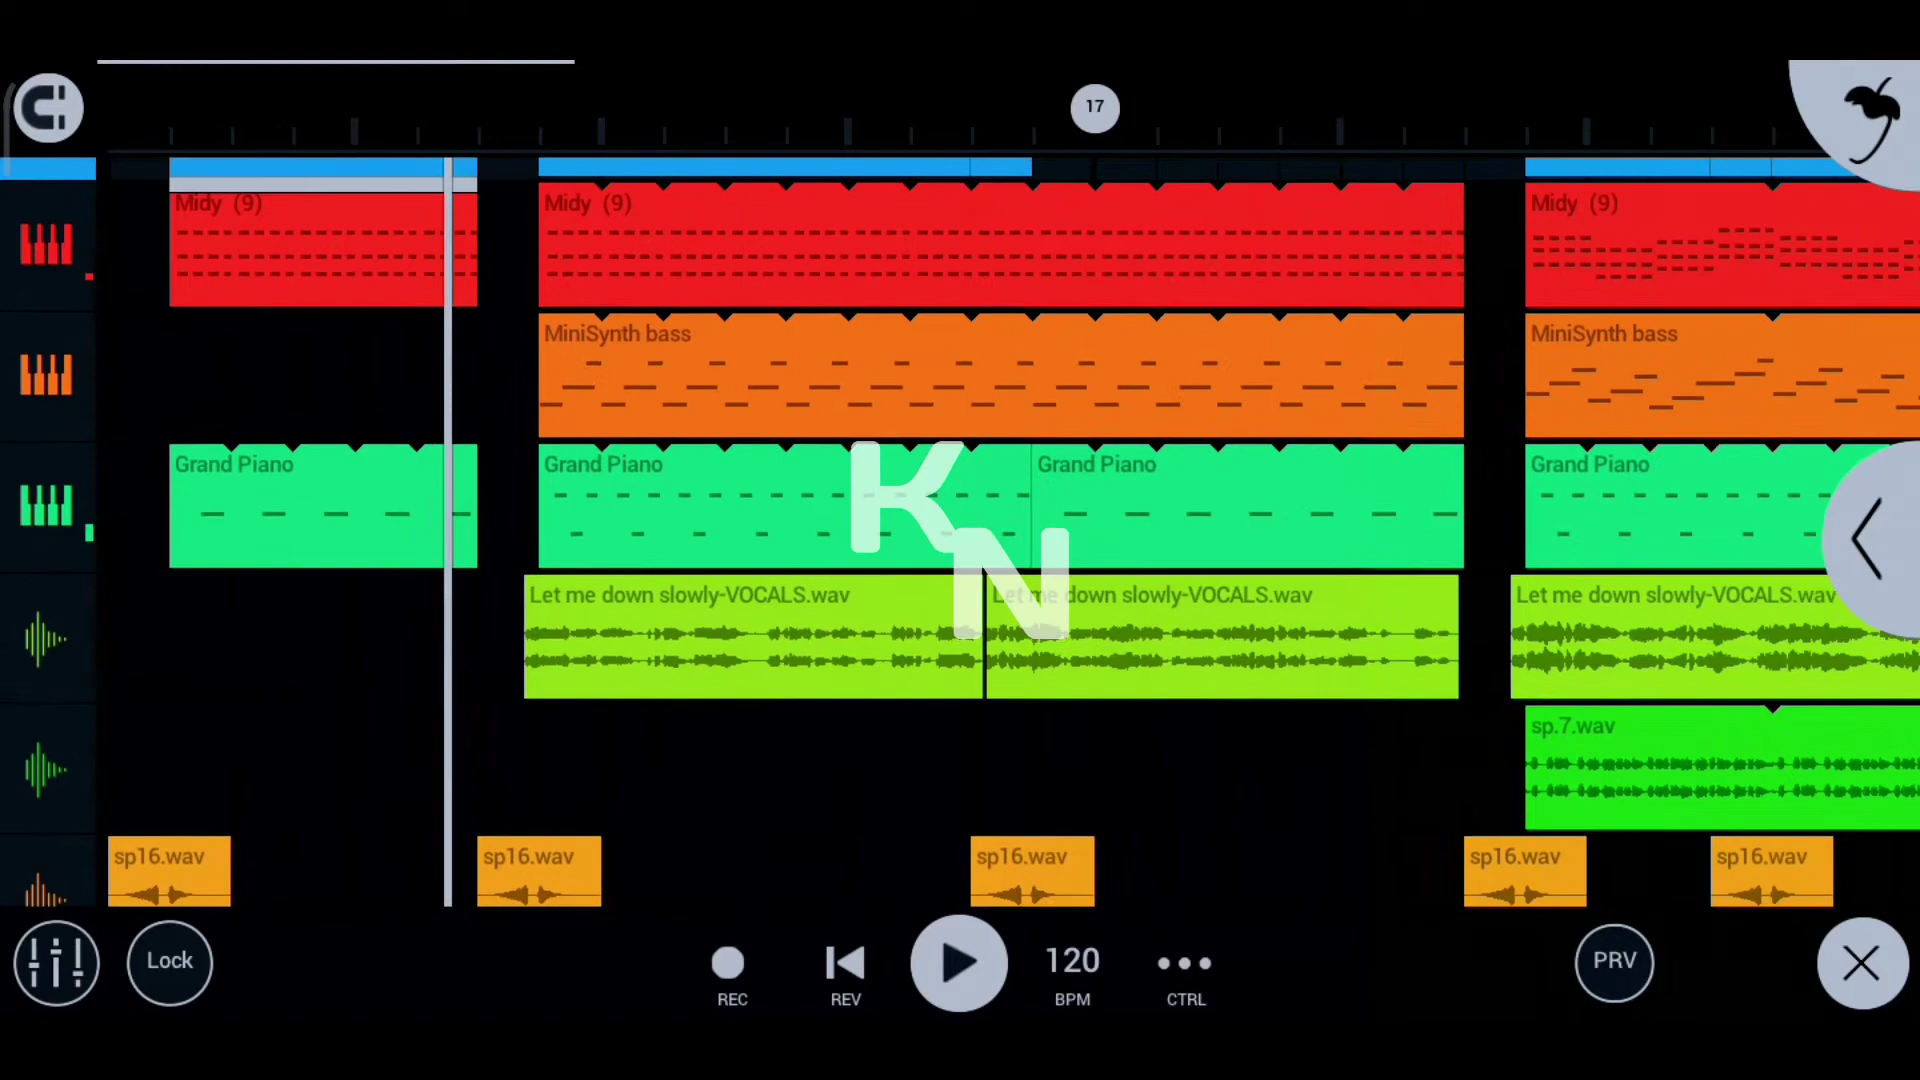 17
Midy (9)
Midy (9)
Midy (9)
MiniSynth bass
MiniSynth bass
Grand Piano
Grand Piano
Grand Piano
Grand Piano
KN
Let me down slowly-VOCALS.wav
Let me down slowly-VOCALS.wav
Let me down slowly-VOCALS.wav
sp.7.wav
sp16.wav
sp16.wav
sp16.wav
sp16.wav
sp16.wav
Lock
120
PRV
REC
REV
BPM
CTRL